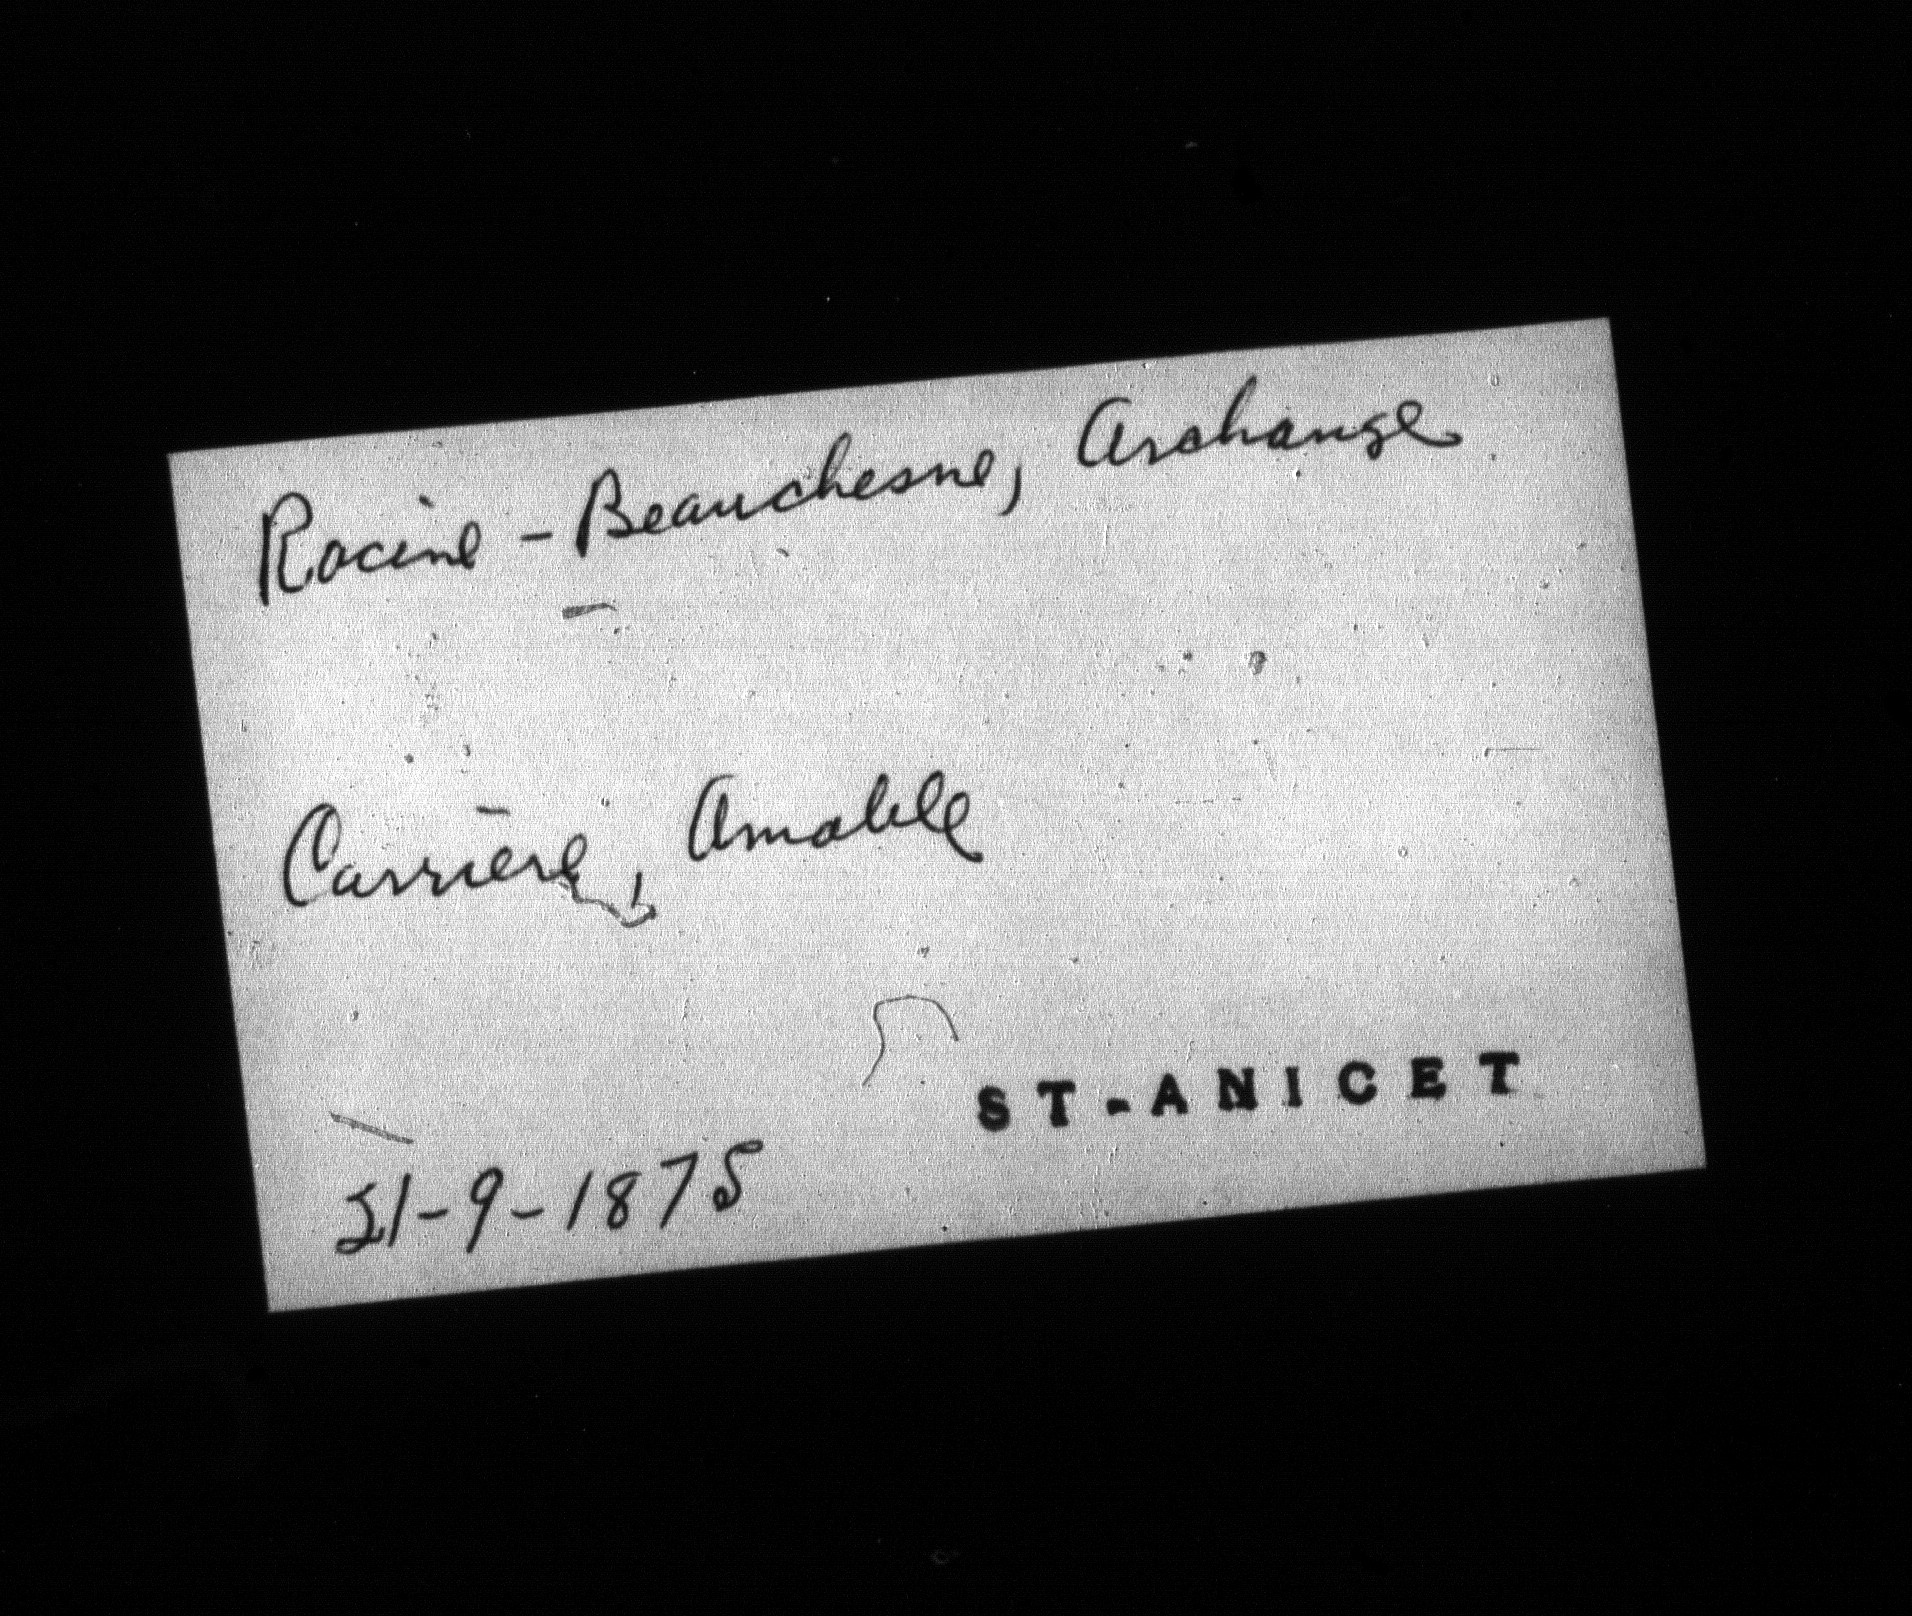 Racine - Beauchesne, Archange
Carrière, Amable
ST-ANICET
21-9-1875